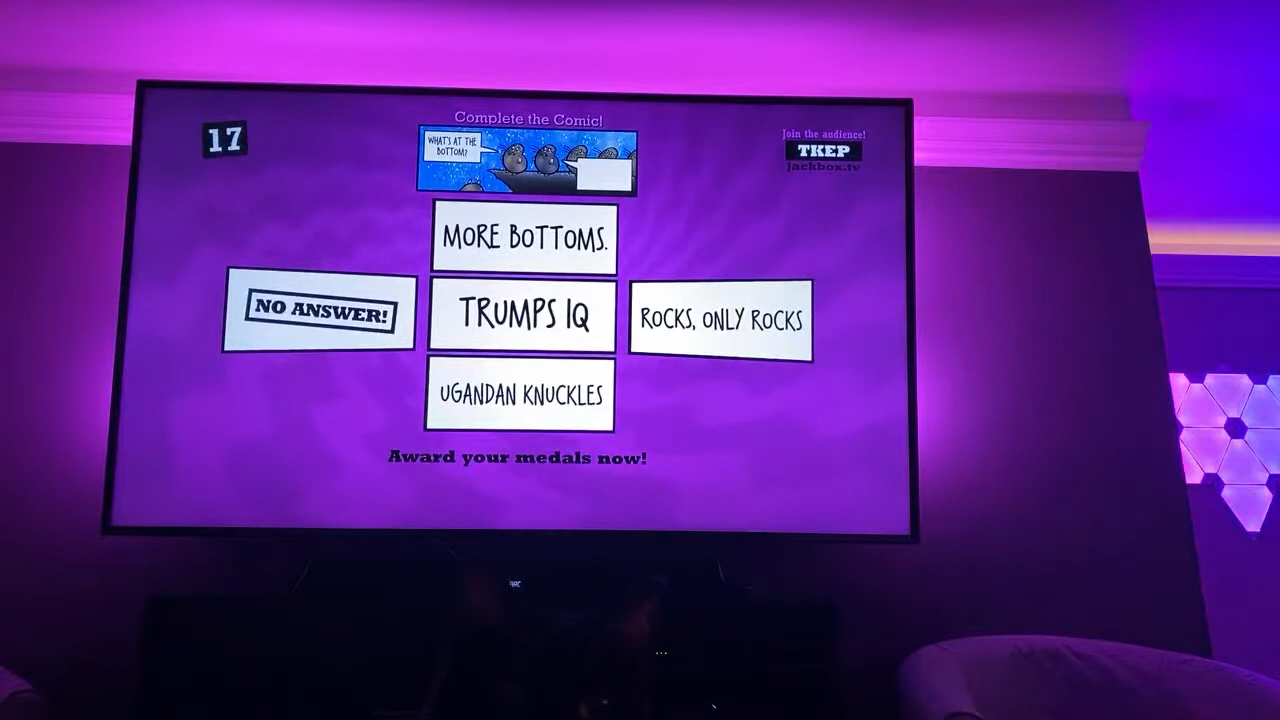 17
Complete the Comic!
WHAT'S AT THE
BOTTOM?
Join the audience!
TKEP
jackbox.tv
MORE BOTTOMS.
NO ANSWER!
TRUMPS IQ
ROCKS, ONLY ROCKS
UGANDAN KNUCKLES
Award your medals now!